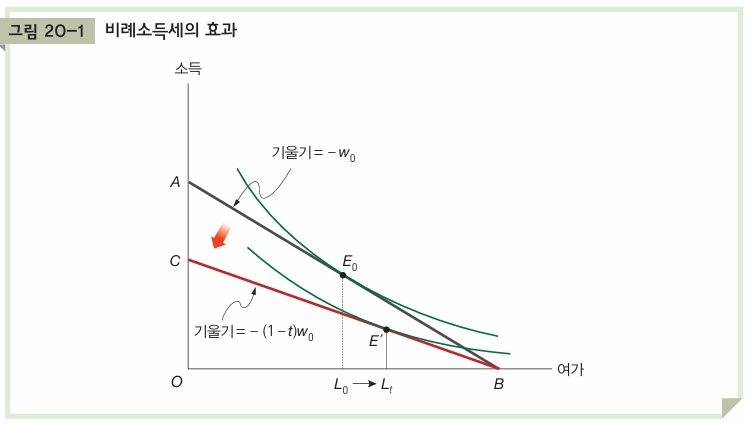 그림 20-1 비례소득세의 효과
소득
기울기 = -w₀
A
C
E₀
기울기 = -(1-t)w₀
E′
여가
O
L₀ → Lₜ
B